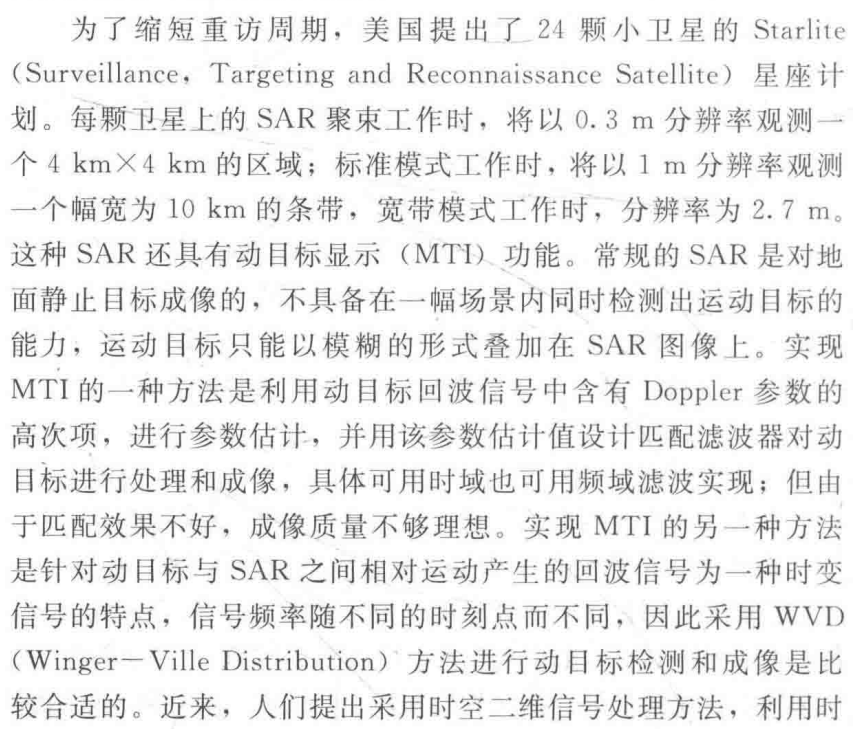 为了缩短重访周期，美国提出了 24 颗小卫星的 Starlite
（Surveillance，Targeting and Reconnaissance Satellite）星座计
划。每颗卫星上的 SAR 聚束工作时，将以 0.3 m 分辨率观测一
个 4 km×4 km 的区域；标准模式工作时，将以 1 m 分辨率观测
一个幅宽为 10 km 的条带，宽带模式工作时，分辨率为 2.7 m。
这种 SAR 还具有动目标显示（MTI）功能。常规的 SAR 是对地
面静止目标成像的，不具备在一幅场景内同时检测出运动目标的
能力，运动目标只能以模糊的形式叠加在 SAR 图像上。实现
MTI 的一种方法是利用动目标回波信号中含有 Doppler 参数的
高次项，进行参数估计，并用该参数估计值设计匹配滤波器对动
目标进行处理和成像，具体可用时域也可用频域滤波实现；但由
于匹配效果不好，成像质量不够理想。实现 MTI 的另一种方法
是针对动目标与 SAR 之间相对运动产生的回波信号为一种时变
信号的特点，信号频率随不同的时刻点而不同，因此采用 WVD
（Winger－Ville Distribution）方法进行动目标检测和成像是比
较合适的。近来，人们提出采用时空二维信号处理方法，利用时